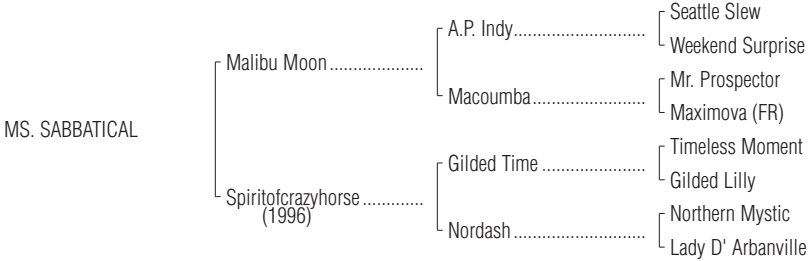 Seattle Slew
A.P. Indy..............................
Weekend Surprise
Malibu Moon.....................
Mr. Prospector
Macoumba..........................
Maximova (FR)
MS. SABBATICAL
Timeless Moment
Gilded Time........................
Gilded Lilly
Spiritofcrazyhorse.............
(1996)
Northern Mystic
Nordash..............................
Lady D' Arbanville